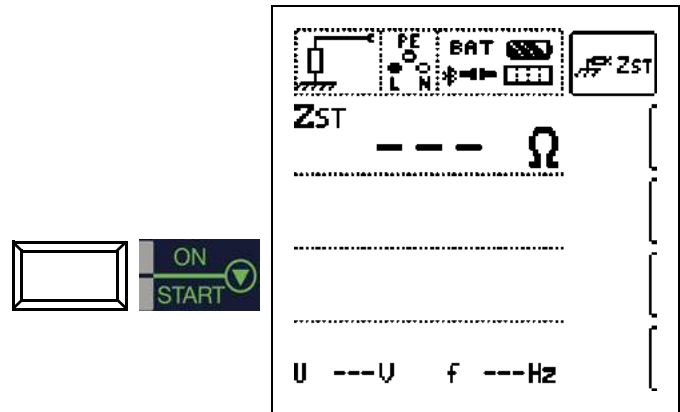 PE
BAT
L N
ZST
ZST
--- Ω
ON
START
U ---V f ---Hz